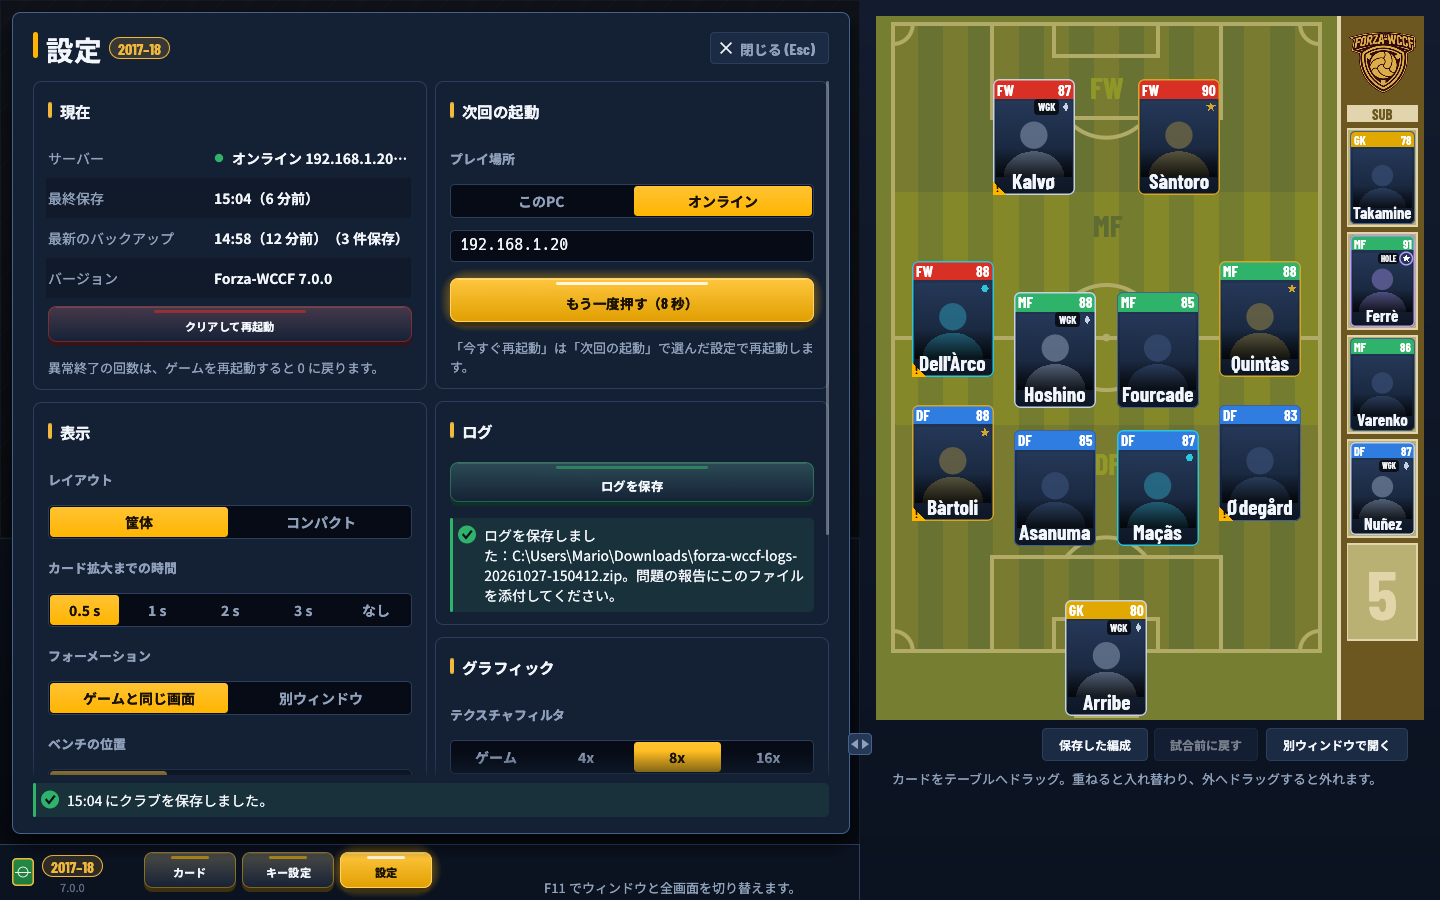 設定
2017-18
閉じる (Esc)
現在
サーバー
オンライン 192.168.1.20…
最終保存
15:04（6 分前）
最新のバックアップ
14:58（12 分前）（3 件保存）
バージョン
Forza-WCCF 7.0.0
クリアして再起動
異常終了の回数は、ゲームを再起動すると 0 に戻ります。
次回の起動
プレイ場所
このPC
オンライン
192.168.1.20
もう一度押す（8 秒）
「今すぐ再起動」は「次回の起動」で選んだ設定で再起動しま
す。
表示
レイアウト
筐体
コンパクト
カード拡大までの時間
0.5 s
1 s
2 s
3 s
なし
フォーメーション
ゲームと同じ画面
別ウィンドウ
ベンチの位置
ログ
ログを保存
ログを保存しまし
た：C:\Users\Mario\Downloads\forza-wccf-logs-
20261027-150412.zip。問題の報告にこのファイル
を添付してください。
グラフィック
テクスチャフィルタ
ゲーム
4x
8x
16x
15:04 にクラブを保存しました。
2017-18
7.0.0
カード
キー設定
設定
F11 でウィンドウと全画面を切り替えます。
FW
MF
DF
FW 87
WGK
Kalvø
FW 90
Sàntoro
FW 88
Dell'Àrco
MF 88
WGK
Hoshino
MF 85
Fourcade
MF 88
Quintàs
DF 88
Bàrtoli
DF 85
Asanuma
DF 87
Maçãs
DF 83
Ødegård
GK 80
WGK
Arribe
FORZA-WCCF
SUB
GK 78
Takamine
MF 91
HOLE
Ferrè
MF 86
Varenko
DF 87
WGK
Nuñez
5
保存した編成
試合前に戻す
別ウィンドウで開く
カードをテーブルへドラッグ。重ねると入れ替わり、外へドラッグすると外れます。